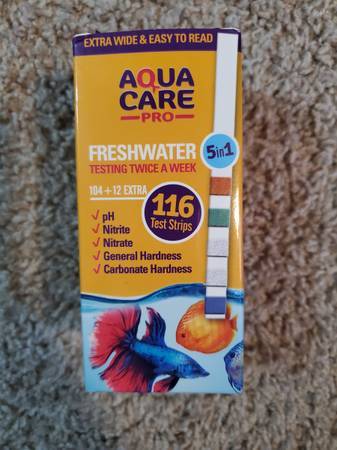 EXTRA WIDE & EASY TO READ
AQUA
CARE
PRO
FRESHWATER
TESTING TWICE A WEEK
5in1
104 + 12 EXTRA
116
Test Strips
✓ pH
✓ Nitrite
✓ Nitrate
✓ General Hardness
✓ Carbonate Hardness